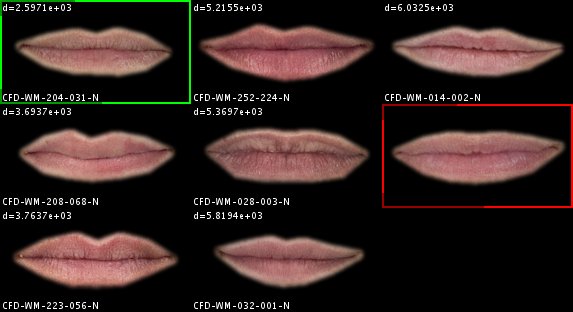 d=2.5971e+03
CFD-WM-204-031-N
d=5.2155e+03
CFD-WM-252-224-N
d=6.0325e+03
CFD-WM-014-002-N
d=3.6937e+03
CFD-WM-208-068-N
d=5.3697e+03
CFD-WM-028-003-N
d=3.7637e+03
CFD-WM-223-056-N
d=5.8194e+03
CFD-WM-032-001-N